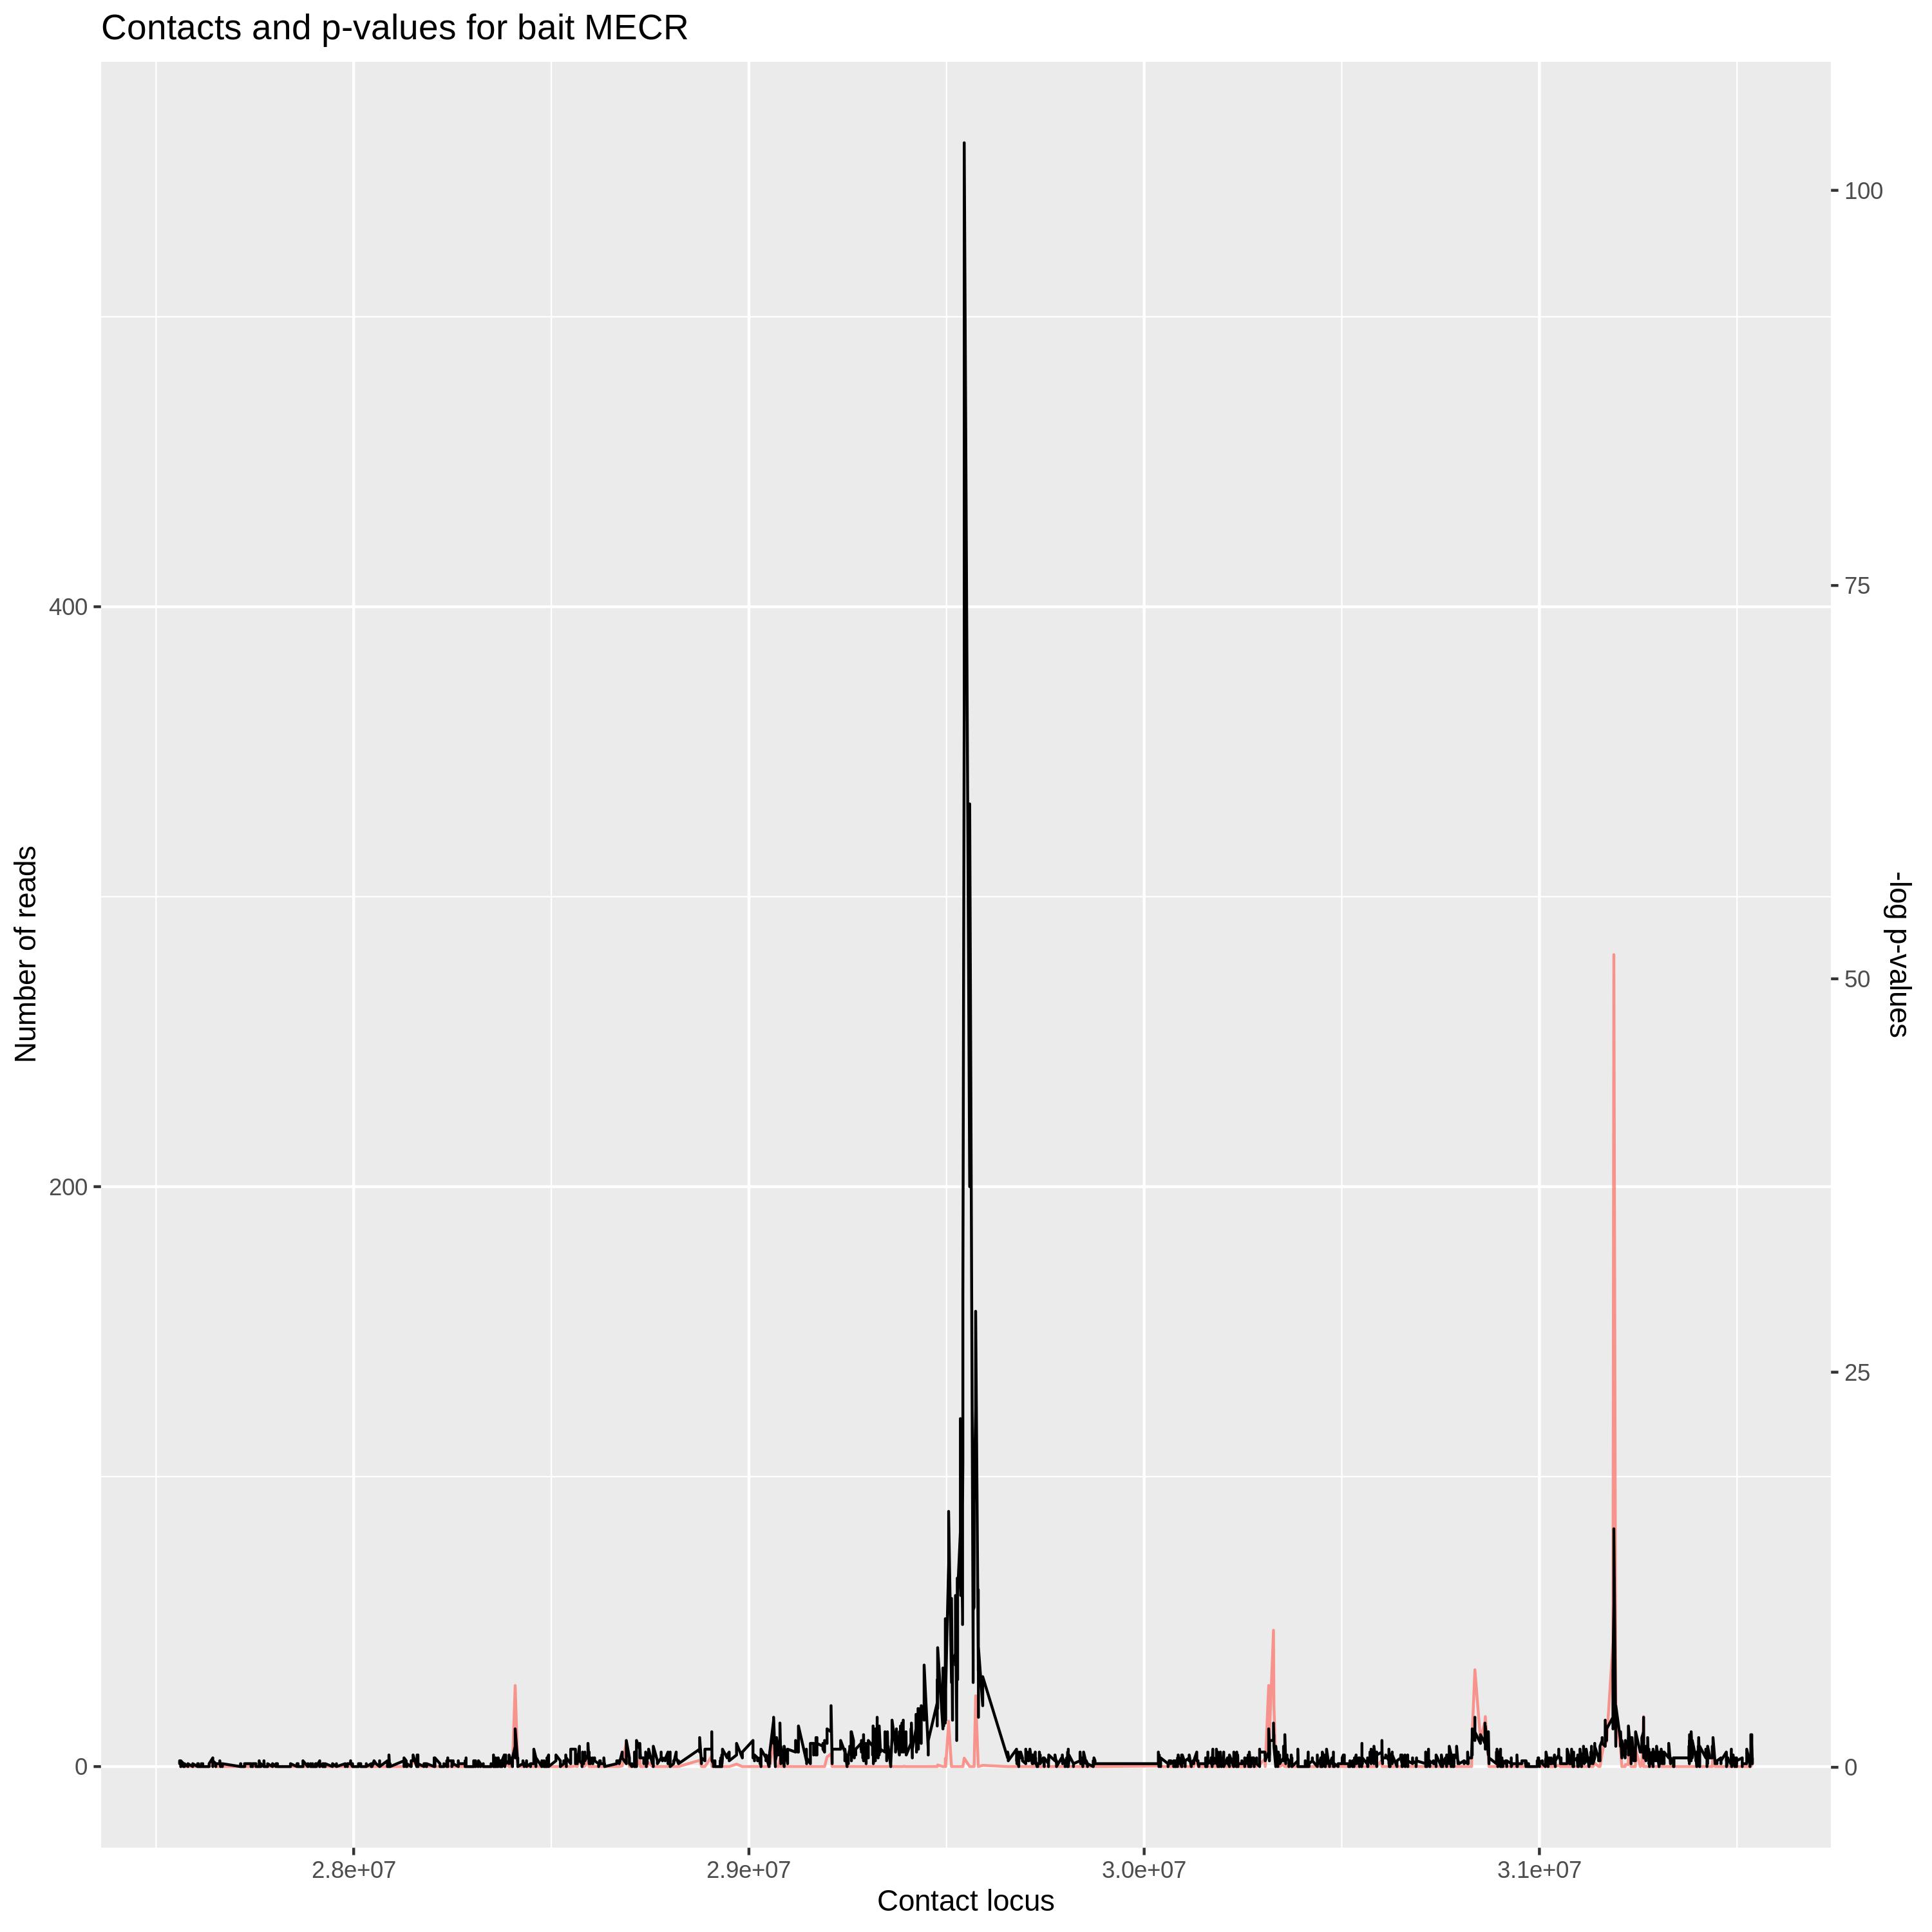 Contacts and p-values for bait MECR
Number of reads
400
200
0
100
75
50
25
0
-log p-values
2.8e+07
2.9e+07
3.0e+07
3.1e+07
Contact locus